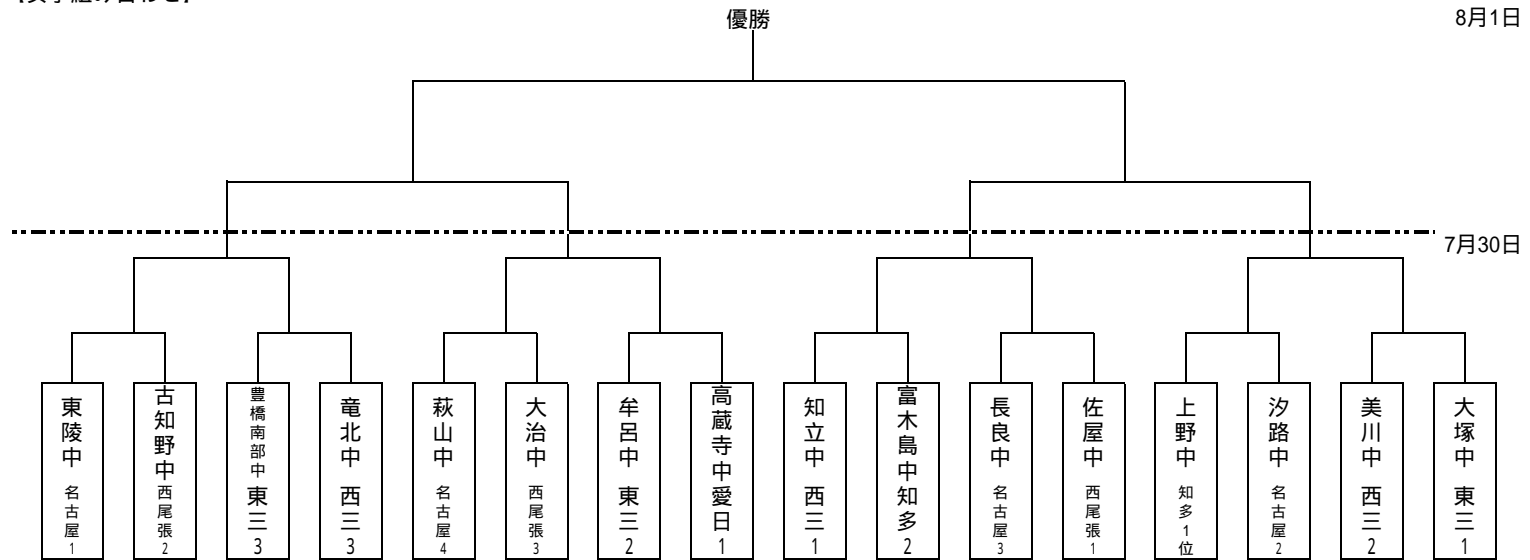 優勝
8月1日
7月30日
東陵中 名古屋1
古知野中 西尾張2
豊橋南部中 東三3
竜北中 西三3
萩山中 名古屋4
大治中 西尾張3
牟呂中 東三2
高蔵寺中愛日1
知立中 西三1
富木島中知多2
長良中 名古屋3
佐屋中 西尾張1
上野中 知多1位
汐路中 名古屋2
美川中 西三2
大塚中 東三1